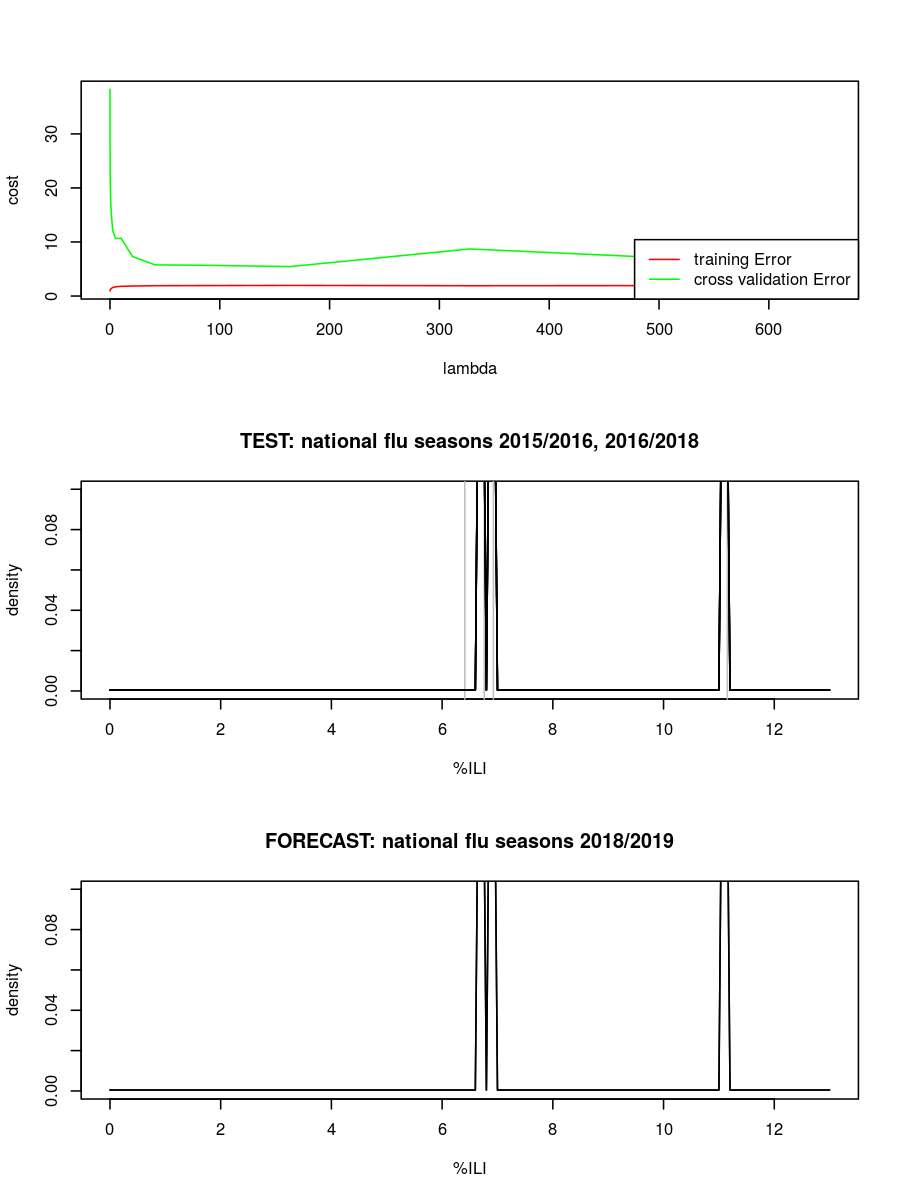 cost
30
20
10
0
training Error
cross validation Error
0 100 200 300 400 500 600
lambda
TEST: national flu seasons 2015/2016, 2016/2018
density
0.08
0.04
0.00
0 2 4 6 8 10 12
%ILI
FORECAST: national flu seasons 2018/2019
density
0.08
0.04
0.00
0 2 4 6 8 10 12
%ILI